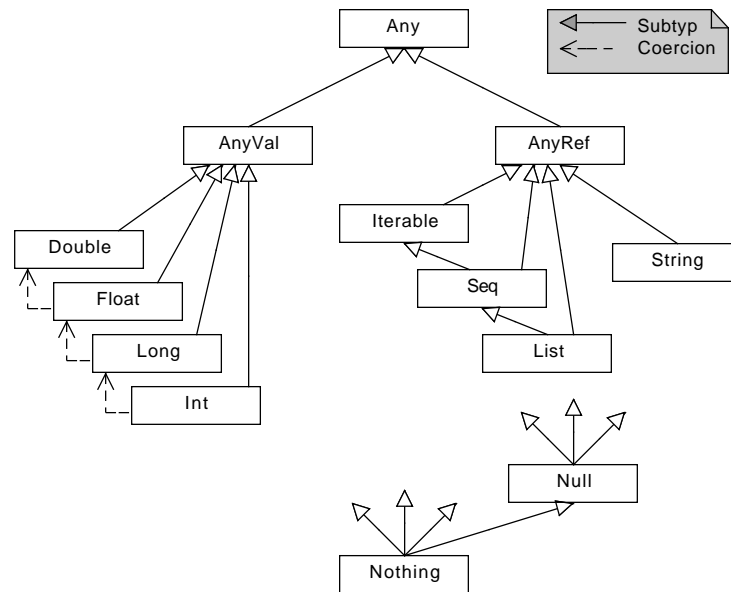 Any
Subtyp
Coercion
AnyVal
AnyRef
Iterable
Double
String
Seq
Float
Long
List
Int
Null
Nothing